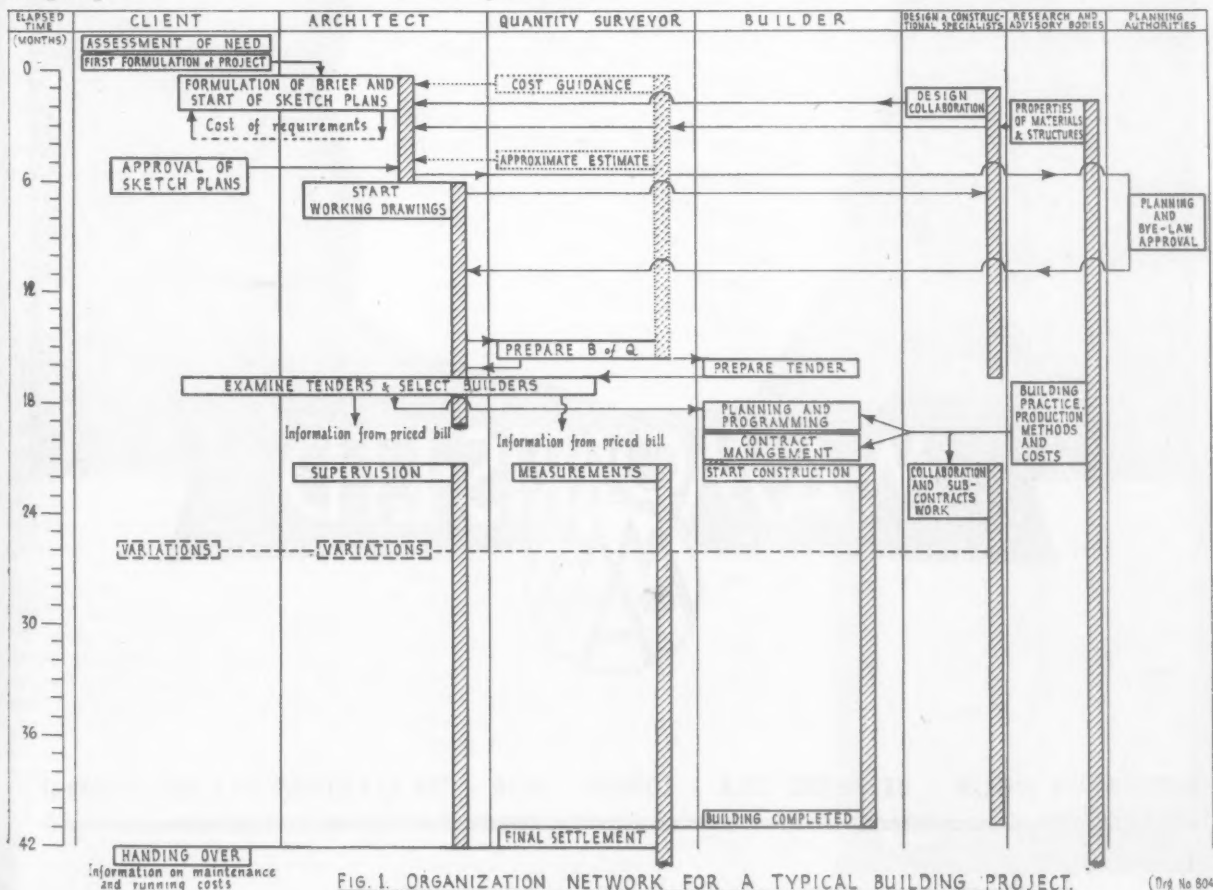 ELAPSED TIME
(MONTHS)
CLIENT
ARCHITECT
QUANTITY SURVEYOR
BUILDER
DESIGN & CONSTRUC-
TIONAL SPECIALISTS
RESEARCH AND
ADVISORY BODIES
PLANNING
AUTHORITIES
ASSESSMENT OF NEED
FIRST FORMULATION of PROJECT
0
FORMULATION OF BRIEF AND
START OF SKETCH PLANS
COST GUIDANCE
DESIGN
COLLABORATION
PROPERTIES
OF MATERIALS
& STRUCTURES
Cost of requirements
APPROVAL OF
SKETCH PLANS
APPROXIMATE ESTIMATE
6
START
WORKING DRAWINGS
PLANNING
AND
BYE-LAW
APPROVAL
12
PREPARE B of Q
PREPARE TENDER
EXAMINE TENDERS & SELECT BUILDERS
18
PLANNING AND
PROGRAMMING
BUILDING
PRACTICE
PRODUCTION
METHODS
AND
COSTS
Information from priced bill
Information from priced bill
CONTRACT
MANAGEMENT
SUPERVISION
MEASUREMENTS
START CONSTRUCTION
COLLABORATION
AND SUB-
CONTRACTS
WORK
24
VARIATIONS
VARIATIONS
30
36
BUILDING COMPLETED
FINAL SETTLEMENT
42
HANDING OVER
Information on maintenance
and running costs
FIG. 1. ORGANIZATION NETWORK FOR A TYPICAL BUILDING PROJECT.
(Drg No 604